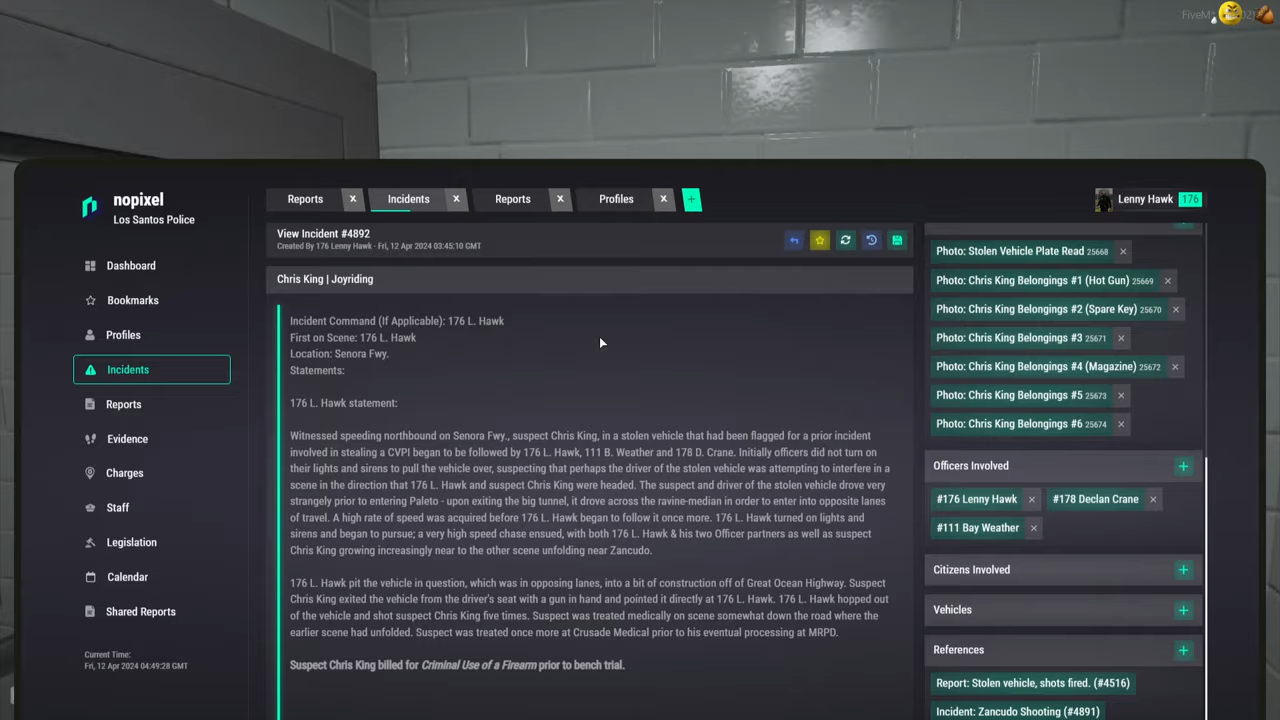 FiveM
nopixel
Los Santos Police
Reports x Incidents x Reports x Profiles x +
Lenny Hawk 176
View Incident #4892
Created By 176 Lenny Hawk - Fri, 12 Apr 2024 03:45:10 GMT
Dashboard
Bookmarks
Profiles
Incidents
Reports
Evidence
Charges
Staff
Legislation
Calendar
Shared Reports
Current Time:
Fri, 12 Apr 2024 04:49:28 GMT
Chris King | Joyriding
Incident Command (If Applicable): 176 L. Hawk
First on Scene: 176 L. Hawk
Location: Senora Fwy.
Statements:
176 L. Hawk statement:
Witnessed speeding northbound on Senora Fwy., suspect Chris King, in a stolen vehicle that had been flagged for a prior incident
involved in stealing a CVPI began to be followed by 176 L. Hawk, 111 B. Weather and 178 D. Crane. Initially officers did not turn on
their lights and sirens to pull the vehicle over, suspecting that perhaps the driver of the stolen vehicle was attempting to interfere in a
scene in the direction that 176 L. Hawk and suspect Chris King were headed. The suspect and driver of the stolen vehicle drove very
strangely prior to entering Paleto - upon exiting the big tunnel, it drove across the ravine-median in order to enter into opposite lanes
of travel. A high rate of speed was acquired before 176 L. Hawk began to follow it once more. 176 L. Hawk turned on lights and
sirens and began to pursue; a very high speed chase ensued, with both 176 L. Hawk & his two Officer partners as well as suspect
Chris King growing increasingly near to the other scene unfolding near Zancudo.
176 L. Hawk pit the vehicle in question, which was in opposing lanes, into a bit of construction off of Great Ocean Highway. Suspect
Chris King exited the vehicle from the driver's seat with a gun in hand and pointed it directly at 176 L. Hawk. 176 L. Hawk hopped out
of the vehicle and shot suspect Chris King five times. Suspect was treated medically on scene somewhat down the road where the
earlier scene had unfolded. Suspect was treated once more at Crusade Medical prior to his eventual processing at MRPD.
Suspect Chris King billed for Criminal Use of a Firearm prior to bench trial.
Photo: Stolen Vehicle Plate Read 25668 x
Photo: Chris King Belongings #1 (Hot Gun) 25669 x
Photo: Chris King Belongings #2 (Spare Key) 25670 x
Photo: Chris King Belongings #3 25671 x
Photo: Chris King Belongings #4 (Magazine) 25672 x
Photo: Chris King Belongings #5 25673 x
Photo: Chris King Belongings #6 25674 x
Officers Involved +
#176 Lenny Hawk x #178 Declan Crane x
#111 Bay Weather x
Citizens Involved +
Vehicles +
References +
Report: Stolen vehicle, shots fired. (#4516)
Incident: Zancudo Shooting (#4891)